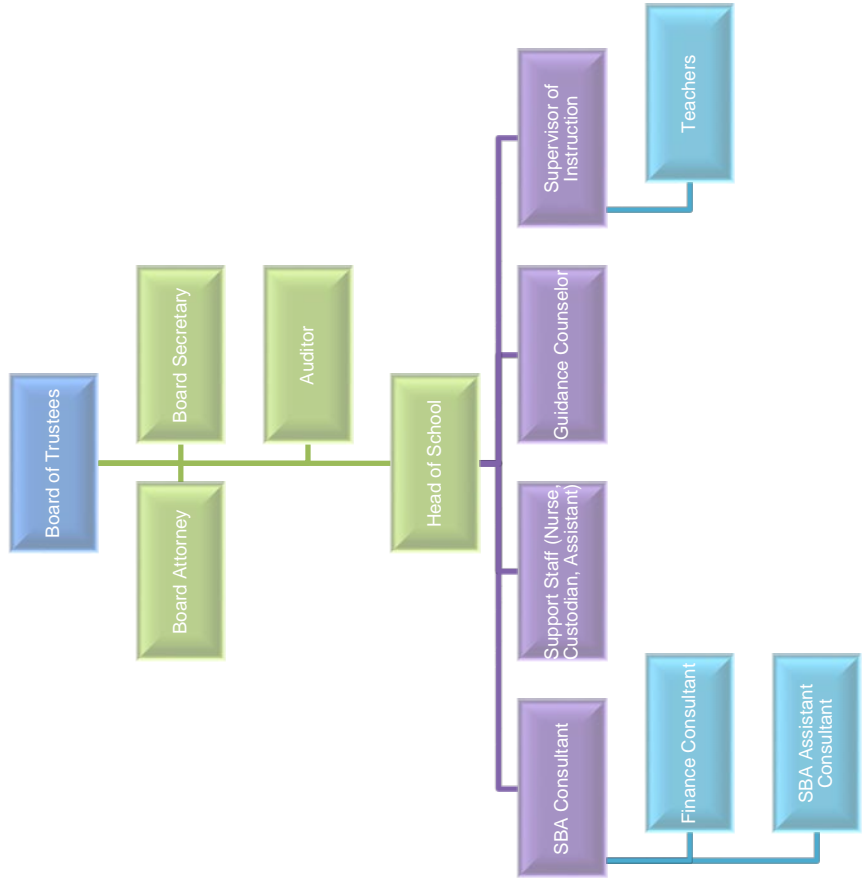 Board of Trustees
Board Attorney
Board Secretary
Auditor
Head of School
SBA Consultant
Support Staff (Nurse,
Custodian, Assistant)
Guidance Counselor
Supervisor of
Instruction
Finance Consultant
SBA Assistant
Consultant
Teachers